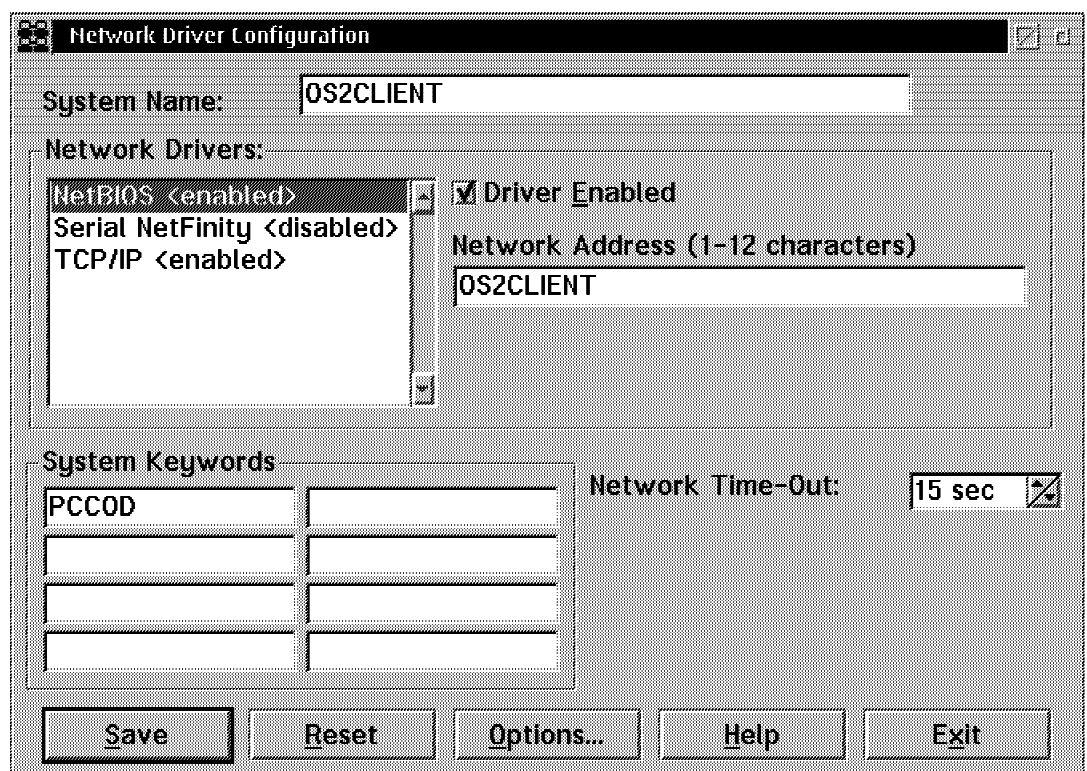 Network Driver Configuration
System Name:
OS2CLIENT
Network Drivers:
NetBIOS <enabled>
Serial NetFinity <disabled>
TCP/IP <enabled>
Driver Enabled
Network Address (1-12 characters)
OS2CLIENT
System Keywords
PCCOD
Network Time-Out:
15 sec
Save
Reset
Options...
Help
Exit